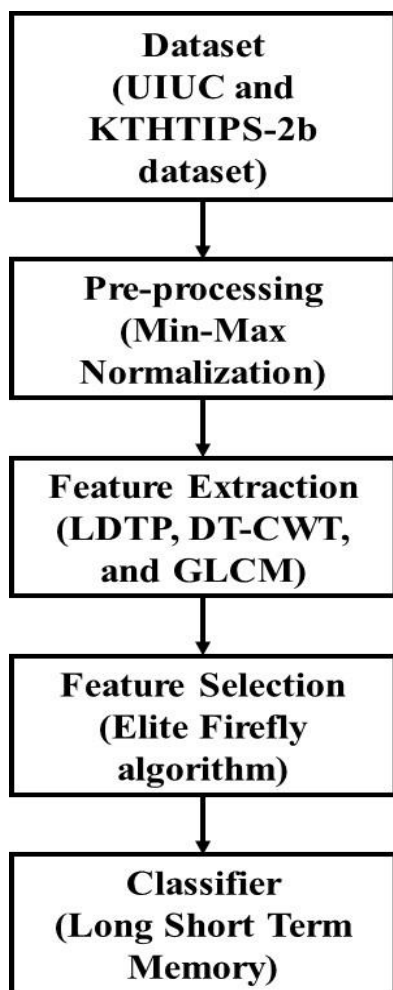 Dataset
(UIUC and
KTHTIPS-2b
dataset)
Pre-processing
(Min-Max
Normalization)
Feature Extraction
(LDTP, DT-CWT,
and GLCM)
Feature Selection
(Elite Firefly
algorithm)
Classifier
(Long Short Term
Memory)